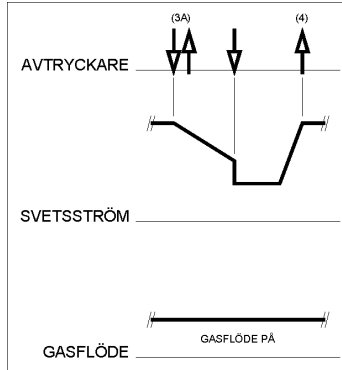 (3A)
(4)
AVTRYCKARE
SVETSSTRÖM
GASFLÖDE PÅ
GASFLÖDE